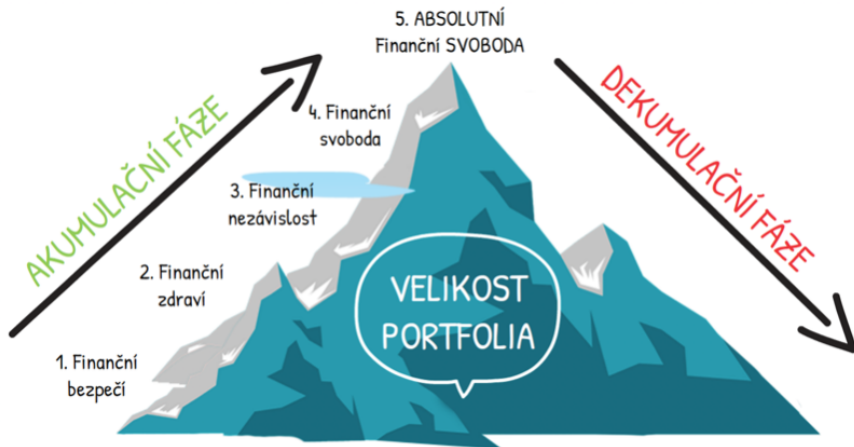 5. ABSOLUTNÍ
Finanční SVOBODA
AKUMULAČNÍ FÁZE
DEKUMULAČNÍ FÁZE
4. Finanční
svoboda
3. Finanční
nezávislost
2. Finanční
zdraví
1. Finanční
bezpečí
VELIKOST
PORTFOLIA